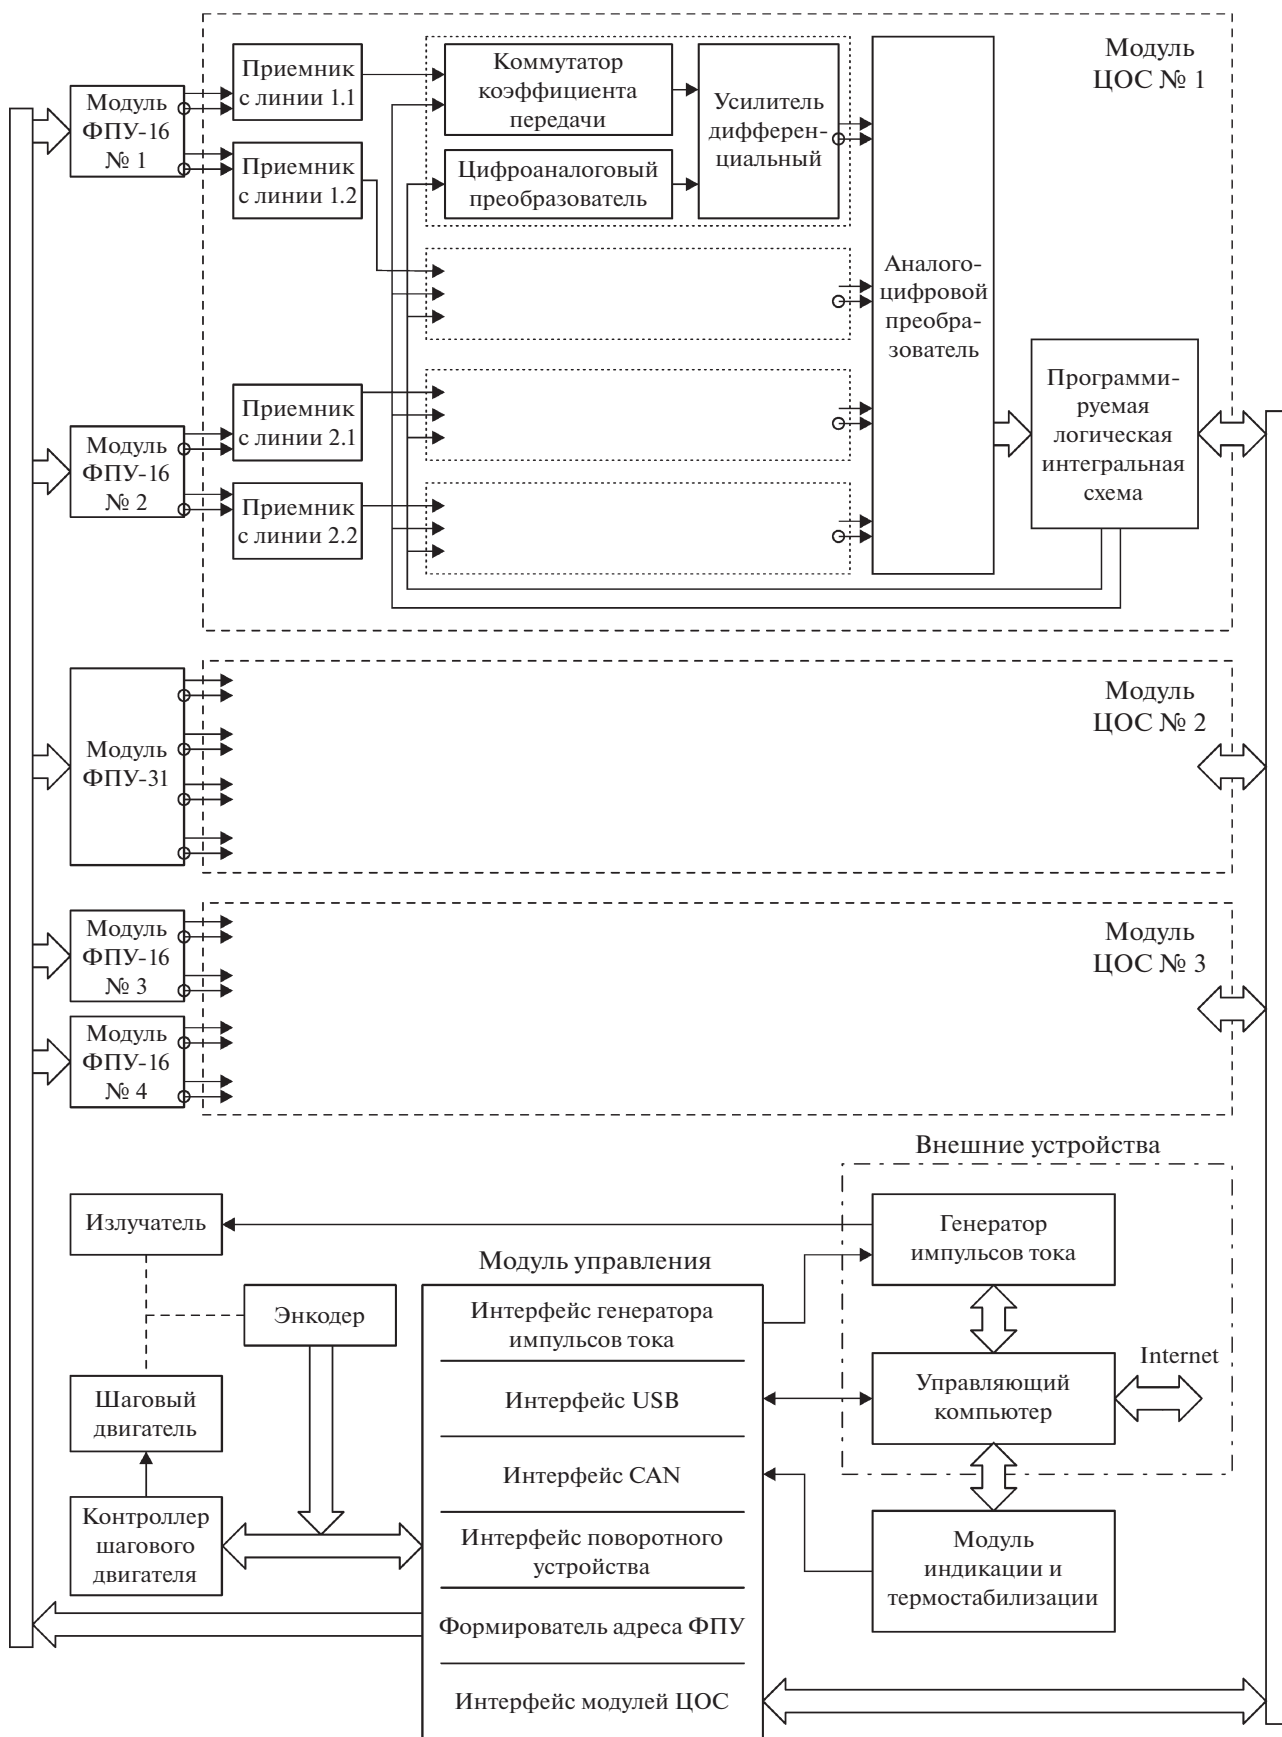 Модуль
ЦОС № 1
Модуль
ФПУ-16
№ 1
Приемник
с линии 1.1
Приемник
с линии 1.2
Коммутатор
коэффициента
передачи
Цифроаналоговый
преобразователь
Усилитель
дифферен-
циальный
Аналого-
цифровой
преобра-
зователь
Модуль
ФПУ-16
№ 2
Приемник
с линии 2.1
Приемник
с линии 2.2
Программи-
руемая
логическая
интегральная
схема
Модуль
ФПУ-31
Модуль
ЦОС № 2
Модуль
ФПУ-16
№ 3
Модуль
ФПУ-16
№ 4
Модуль
ЦОС № 3
Внешние устройства
Излучатель
Генератор
импульсов тока
Энкодер
Модуль управления
Интерфейс генератора
импульсов тока
Интерфейс USB
Интерфейс CAN
Интерфейс поворотного
устройства
Формирователь адреса ФПУ
Интерфейс модулей ЦОС
Управляющий
компьютер
Internet
Шаговый
двигатель
Контроллер
шагового
двигателя
Модуль
индикации и
термостабилизации